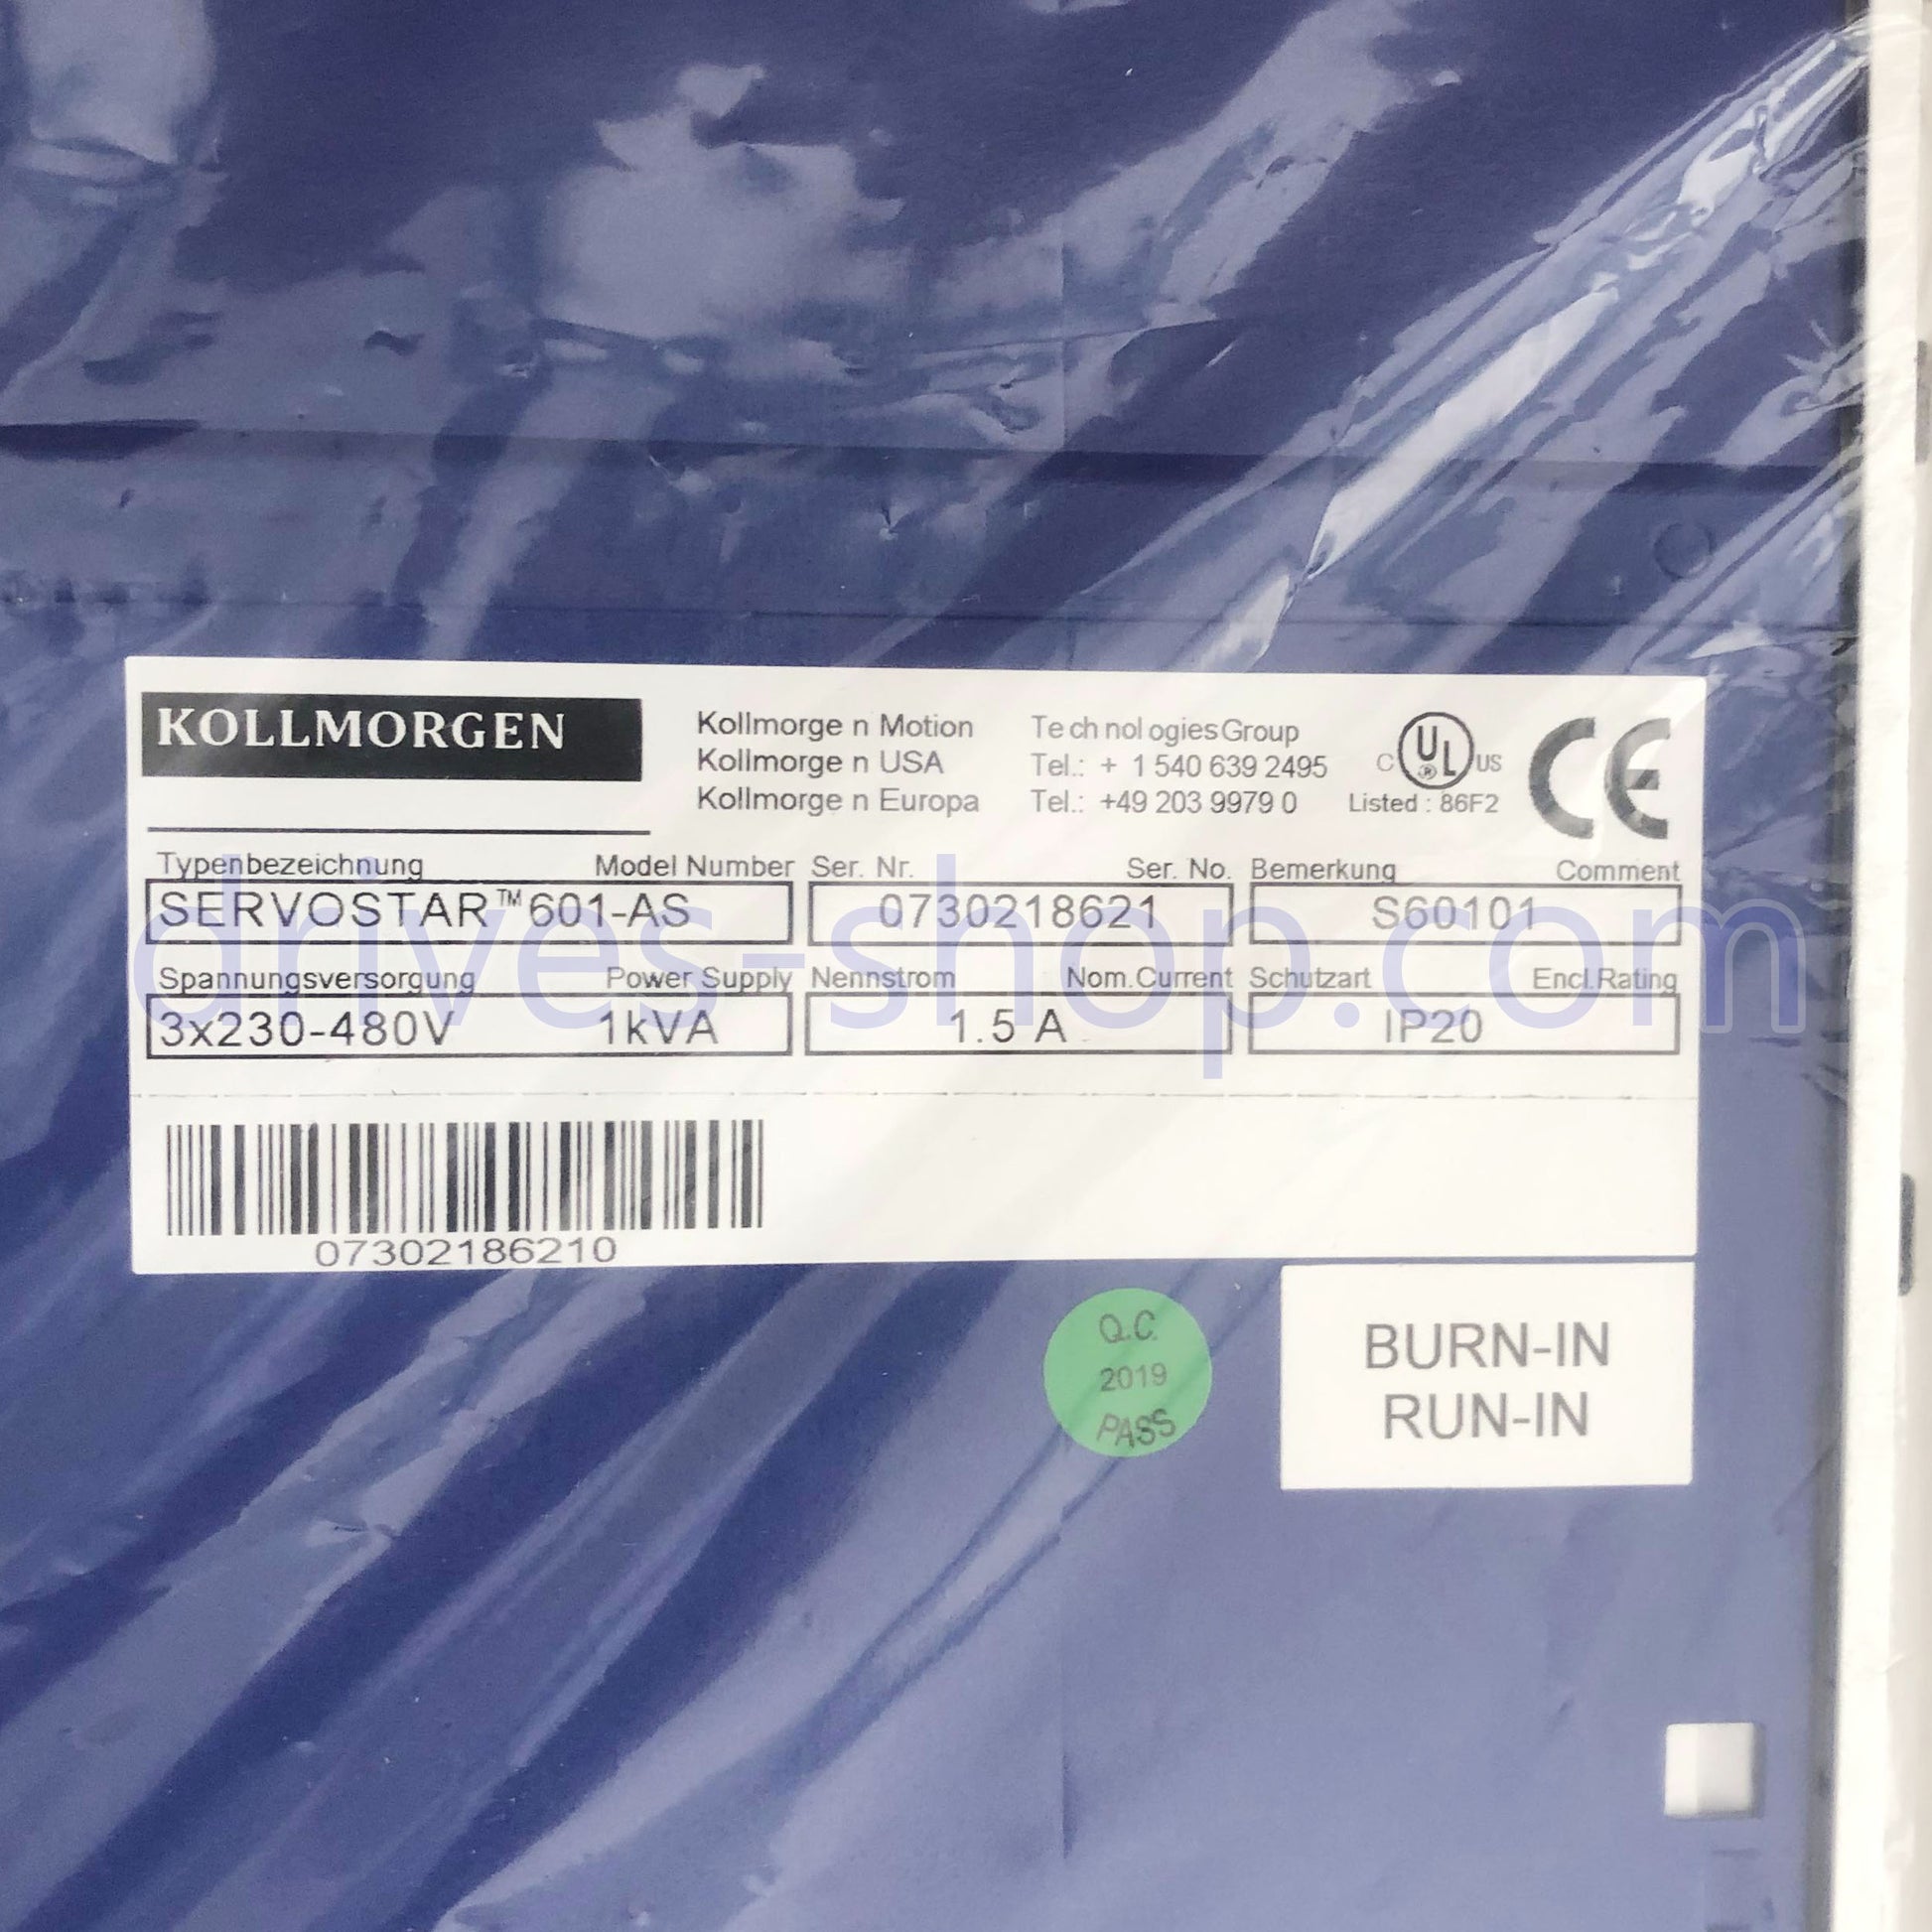 KOLLMORGEN
Kollmorge n Motion Te ch nol ogies Group
Kollmorge n USA Tel.: + 1 540 639 2495
Kollmorge n Europa Tel.: +49 203 9979 0
C UL ® US
Listed : 86F2
CE
Typenbezeichnung Model Number Ser. Nr. Ser. No. Bemerkung Comment
SERVOSTAR™ 601-AS 0730218621 S60101
drives-shop.com
Spannungsversorgung Power Supply Nennstrom Nom.Current Schutzart Encl.Rating
3x230-480V 1kVA 1.5 A IP20
07302186210
Q.C.
2019
PASS
BURN-IN
RUN-IN